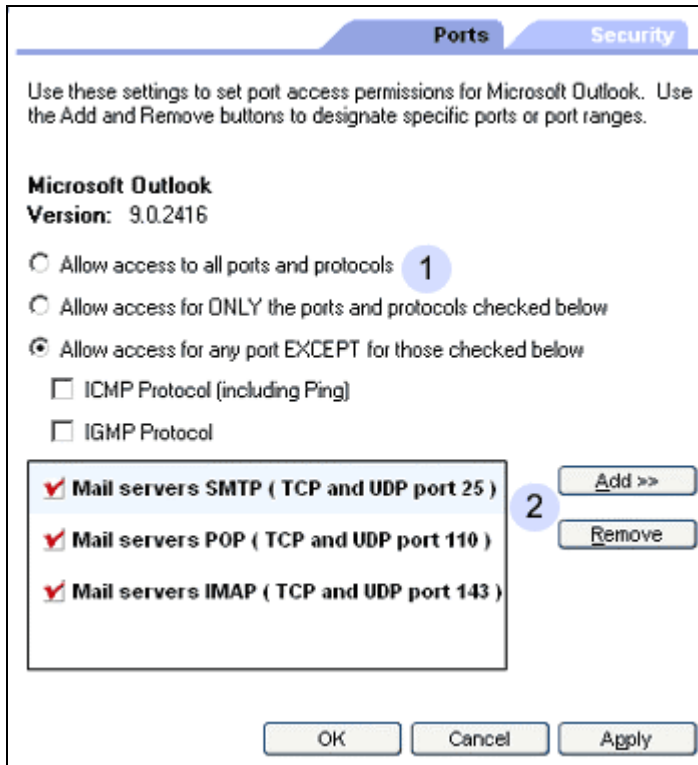 Ports
Security
Use these settings to set port access permissions for Microsoft Outlook. Use
the Add and Remove buttons to designate specific ports or port ranges.
Microsoft Outlook
Version: 9.0.2416
Allow access to all ports and protocols 1
Allow access for ONLY the ports and protocols checked below
Allow access for any port EXCEPT for those checked below
ICMP Protocol (including Ping)
IGMP Protocol
Mail servers SMTP ( TCP and UDP port 25 )
Mail servers POP ( TCP and UDP port 110 )
Mail servers IMAP ( TCP and UDP port 143 )
2
Add >>
Remove
OK
Cancel
Apply